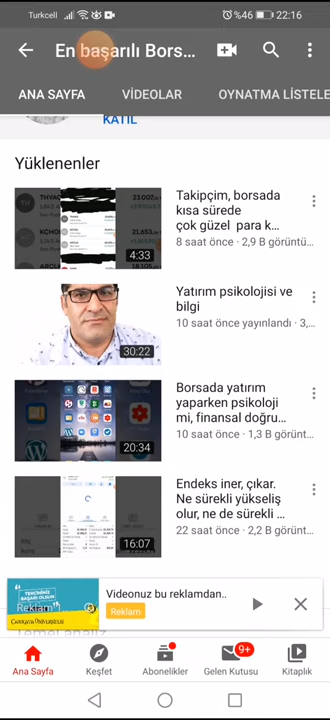 Turkcell %46 22:16
En başarılı Bors...
ANA SAYFA VİDEOLAR OYNATMA LİSTELE
KATIL
Yüklenenler
Takipçim, borsada
kısa sürede
çok güzel para k...
8 saat önce · 2,9 B görüntü...
4:33
Yatırım psikolojisi ve
bilgi
10 saat önce yayınlandı · 3,...
30:22
Borsada yatırım
yaparken psikoloji
mi, finansal doğru...
10 saat önce · 1,3 B görünt...
20:34
Endeks iner, çıkar.
Ne sürekli yükseliş
olur, ne de sürekli ...
22 saat önce · 2,2 B görünt...
16:07
Videonuz bu reklamdan..
Reklam
Temel analiz
Ana Sayfa Keşfet Abonelikler Gelen Kutusu Kitaplık
9+